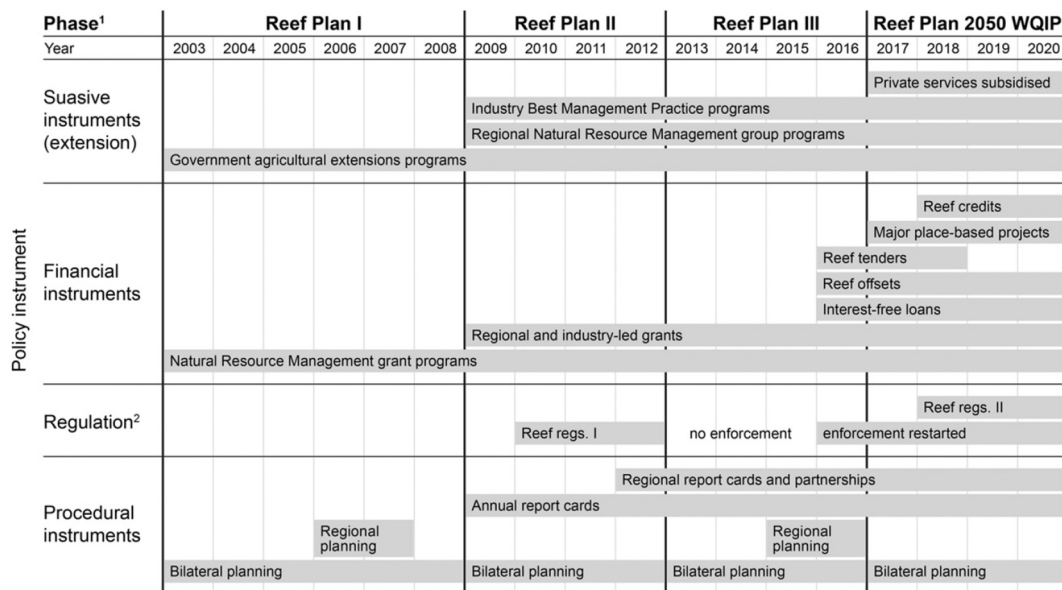 Phase1 Reef Plan I Reef Plan II Reef Plan III Reef Plan 2050 WQIP
Year 2003 2004 2005 2006 2007 2008 2009 2010 2011 2012 2013 2014 2015 2016 2017 2018 2019 2020
Policy instrument
Suasive
instruments
(extension)
Private services subsidised
Industry Best Management Practice programs
Regional Natural Resource Management group programs
Government agricultural extensions programs
Financial
instruments
Reef credits
Major place-based projects
Reef tenders
Reef offsets
Interest-free loans
Regional and industry-led grants
Natural Resource Management grant programs
Regulation2
Reef regs. II
Reef regs. I no enforcement enforcement restarted
Procedural
instruments
Regional report cards and partnerships
Annual report cards
Regional
planning
Regional
planning
Bilateral planning Bilateral planning Bilateral planning Bilateral planning